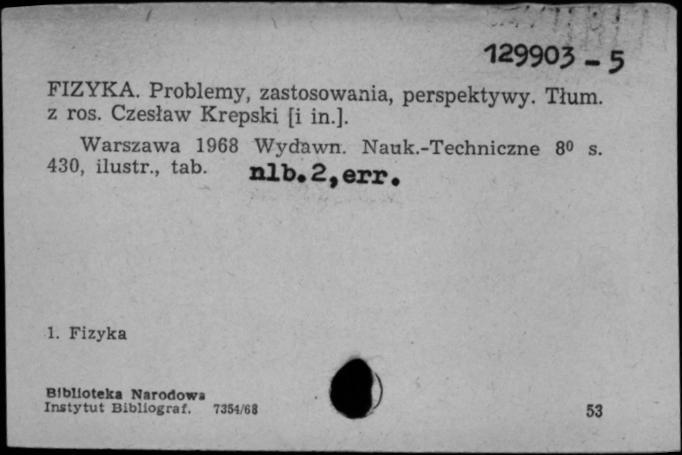 129903 - 5
FIZYKA. Problemy, zastosowania, perspektywy. Tłum.
z ros. Czesław Krepski [i in.].
Warszawa 1968 Wydawn. Nauk.-Techniczne 8⁰ s.
430, ilustr., tab. nlb.2,err.
1. Fizyka
Biblioteka Narodowa
Instytut Bibliograf. 7354/68
53